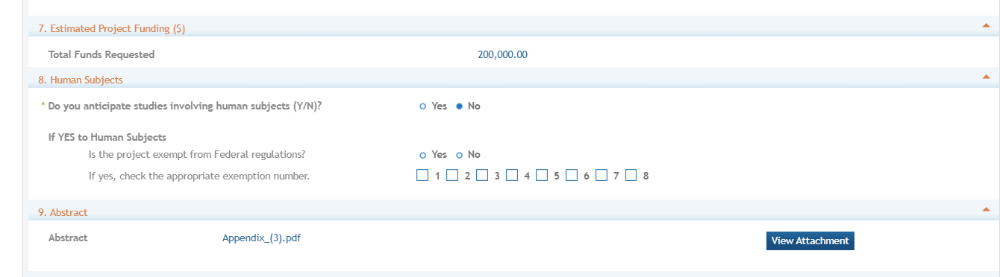 7. Estimated Project Funding ($)
Total Funds Requested 200,000.00
8. Human Subjects
* Do you anticipate studies involving human subjects (Y/N)? Yes No
If YES to Human Subjects
Is the project exempt from Federal regulations? Yes No
If yes, check the appropriate exemption number. 1 2 3 4 5 6 7 8
9. Abstract
Abstract Appendix_(3).pdf View Attachment